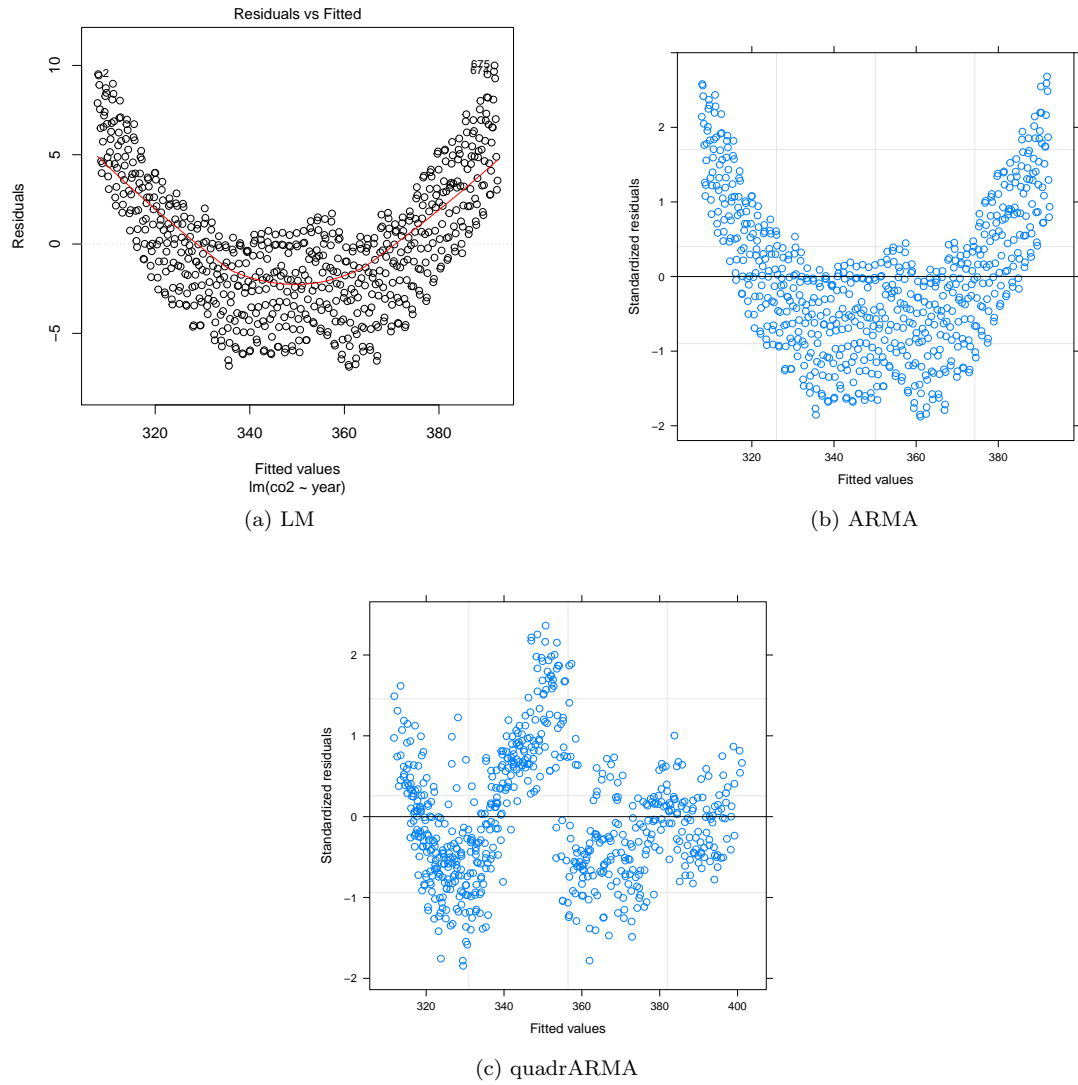 Residuals vs Fitted
10
5
0
−5
Residuals
2
675
674
320
340
360
380
Fitted values
lm(co2 ~ year)
(a) LM
2
1
0
−1
−2
Standardized residuals
320
340
360
380
Fitted values
(b) ARMA
2
1
0
−1
−2
Standardized residuals
320
340
360
380
400
Fitted values
(c) quadrARMA